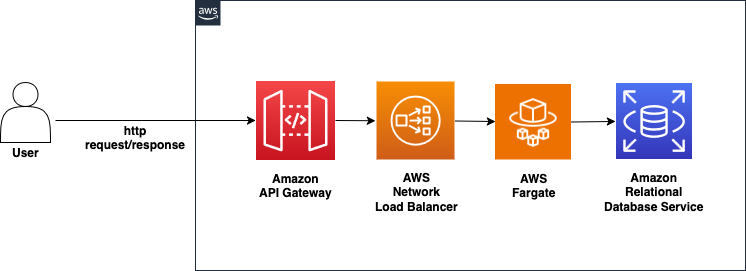 aws
http
request/response
User
</>
Amazon
API Gateway
AWS
Network
Load Balancer
AWS
Fargate
Amazon
Relational
Database Service